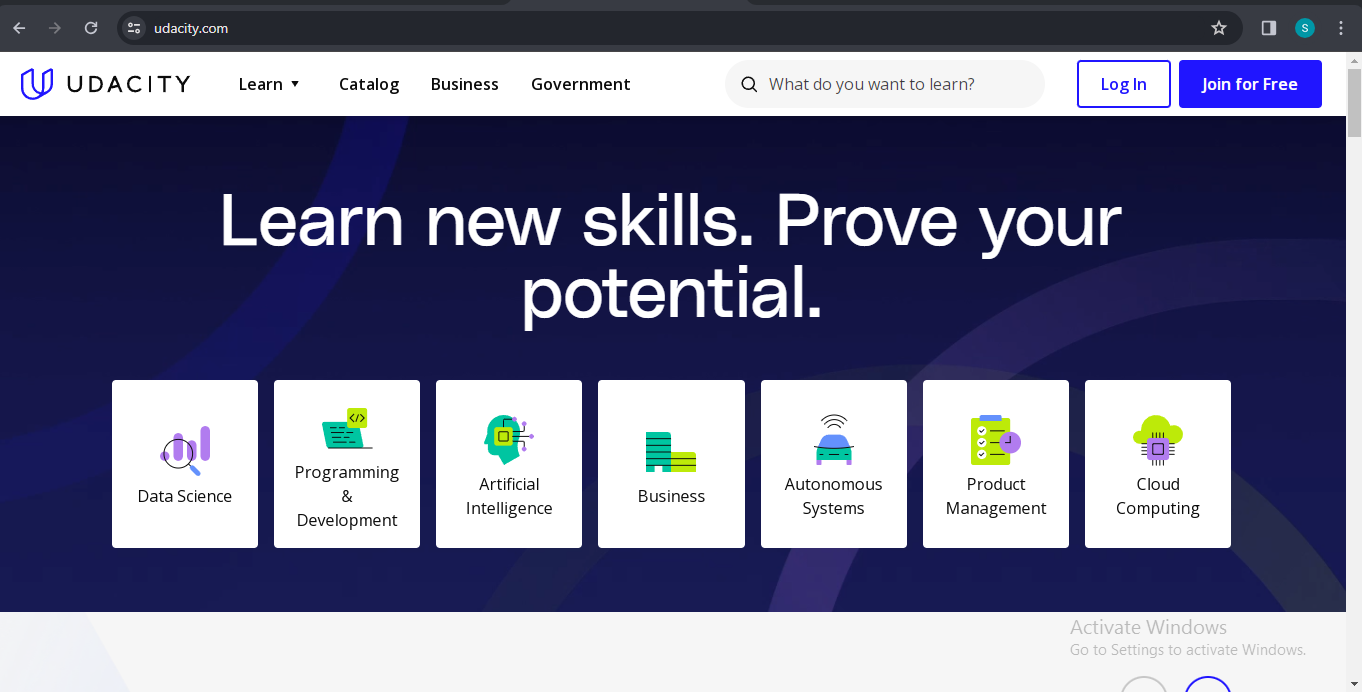 udacity.com
S
UDACITY
Learn
Catalog
Business
Government
What do you want to learn?
Log In
Join for Free
Learn new skills. Prove your
potential.
Data Science
Programming
&
Development
Artificial
Intelligence
Business
Autonomous
Systems
Product
Management
Cloud
Computing
Activate Windows
Go to Settings to activate Windows.